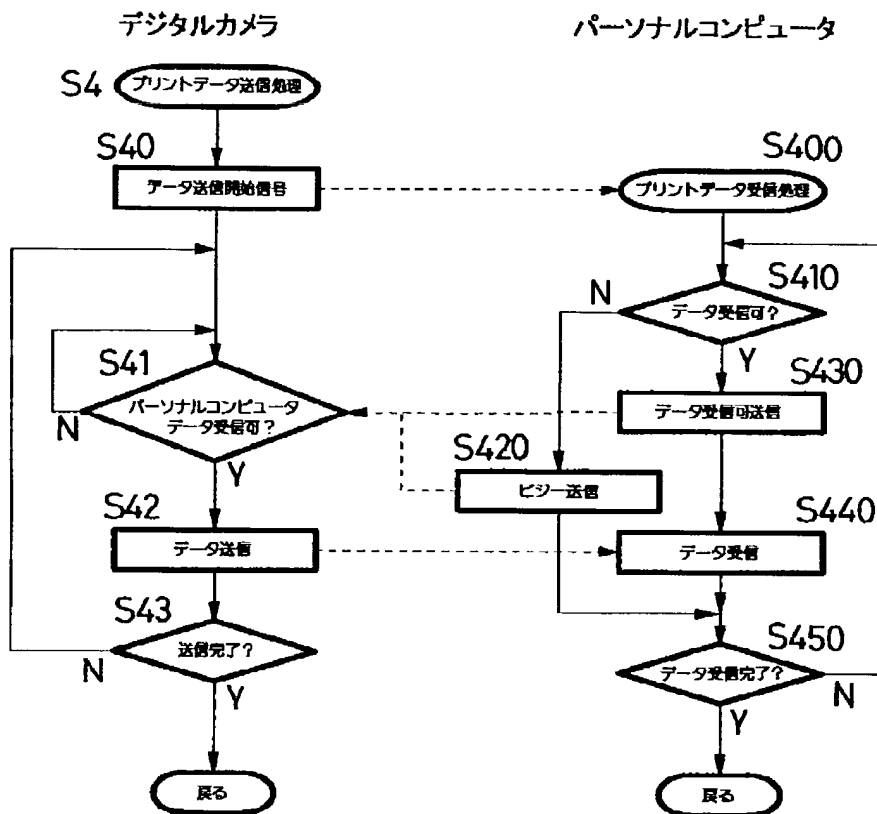 デジタルカメラ
パーソナルコンピュータ
S4
プリントデータ送信処理
S40
データ送信開始信号
S400
プリントデータ受信処理
S410
データ受信可?
N
Y
S41
パーソナルコンピュータ
データ受信可?
N
Y
S430
データ受信可送信
S420
ビジー送信
S42
データ送信
S440
データ受信
S43
送信完了?
N
Y
S450
データ受信完了?
N
Y
戻る
戻る